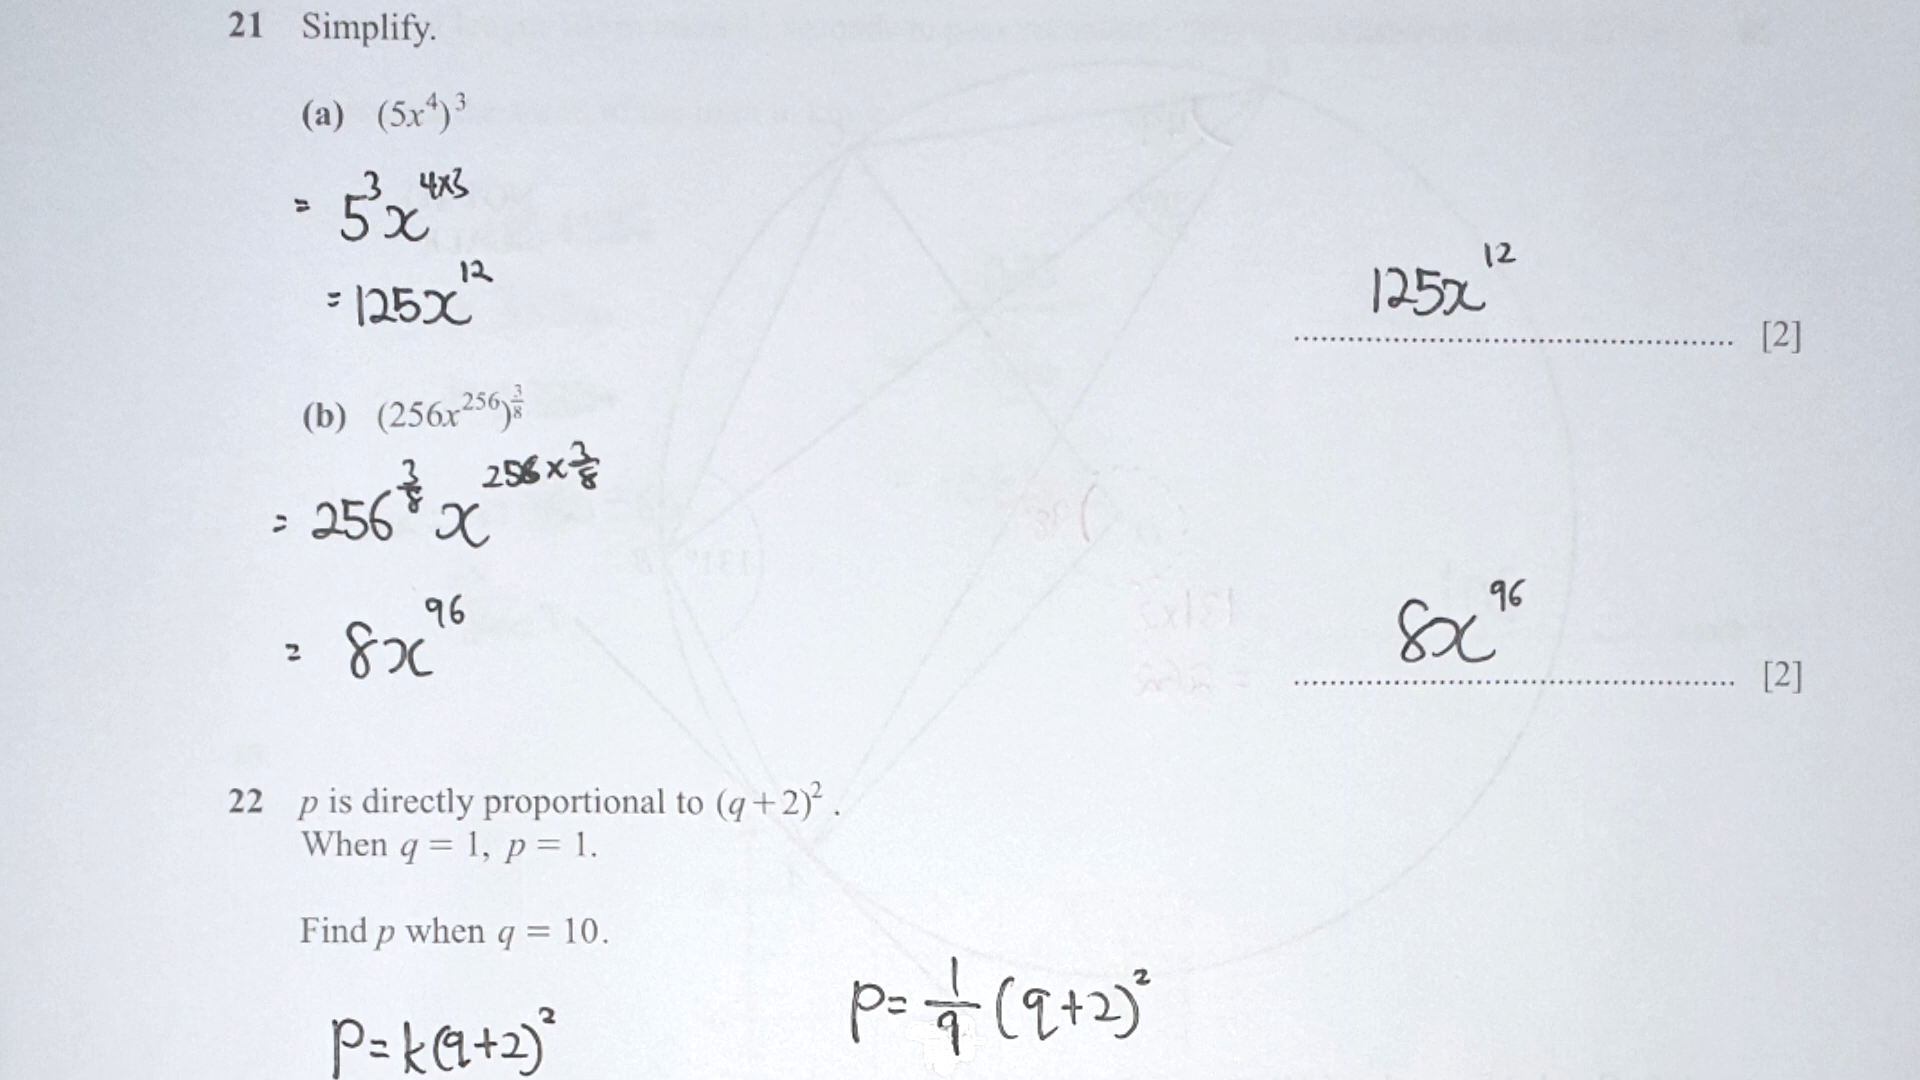 21 Simplify.
(a) (5x⁴)³
= 5³x⁴ˣ³
= 125x¹²
125x¹²
[2]
(b) (256x²⁵⁶)^(3/8)
= 256^(3/8) x^(256×3/8)
= 8x⁹⁶
8x⁹⁶
[2]
22 p is directly proportional to (q+2)².
When q = 1, p = 1.
Find p when q = 10.
P= 1/9 (q+2)²
P= k(q+2)²